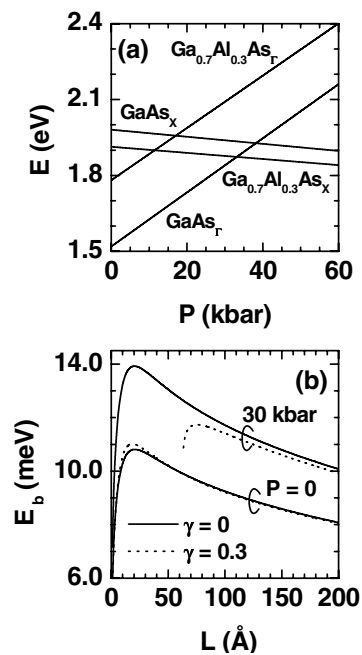 (a)
Ga0.7Al0.3AsΓ
GaAsX
Ga0.7Al0.3AsX
GaAsΓ
E (eV)
2.4
2.1
1.8
1.5
0 20 40 60
P (kbar)
(b)
30 kbar
P = 0
γ = 0
γ = 0.3
Eb (meV)
14.0
10.0
6.0
0 50 100 150 200
L (Å)